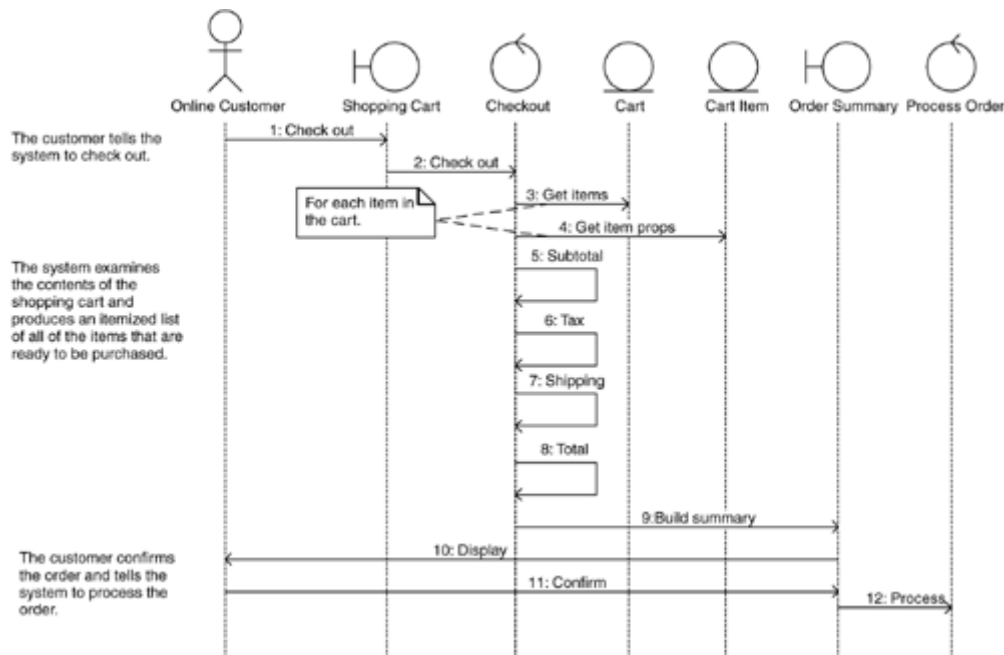 Online Customer
Shopping Cart
Checkout
Cart
Cart Item
Order Summary
Process Order
The customer tells the
system to check out.
1: Check out
2: Check out
For each item in
the cart.
3: Get items
4: Get item props
The system examines
the contents of the
shopping cart and
produces an itemized list
of all of the items that are
ready to be purchased.
5: Subtotal
6: Tax
7: Shipping
8: Total
9:Build summary
The customer confirms
the order and tells the
system to process the
order.
10: Display
11: Confirm
12: Process